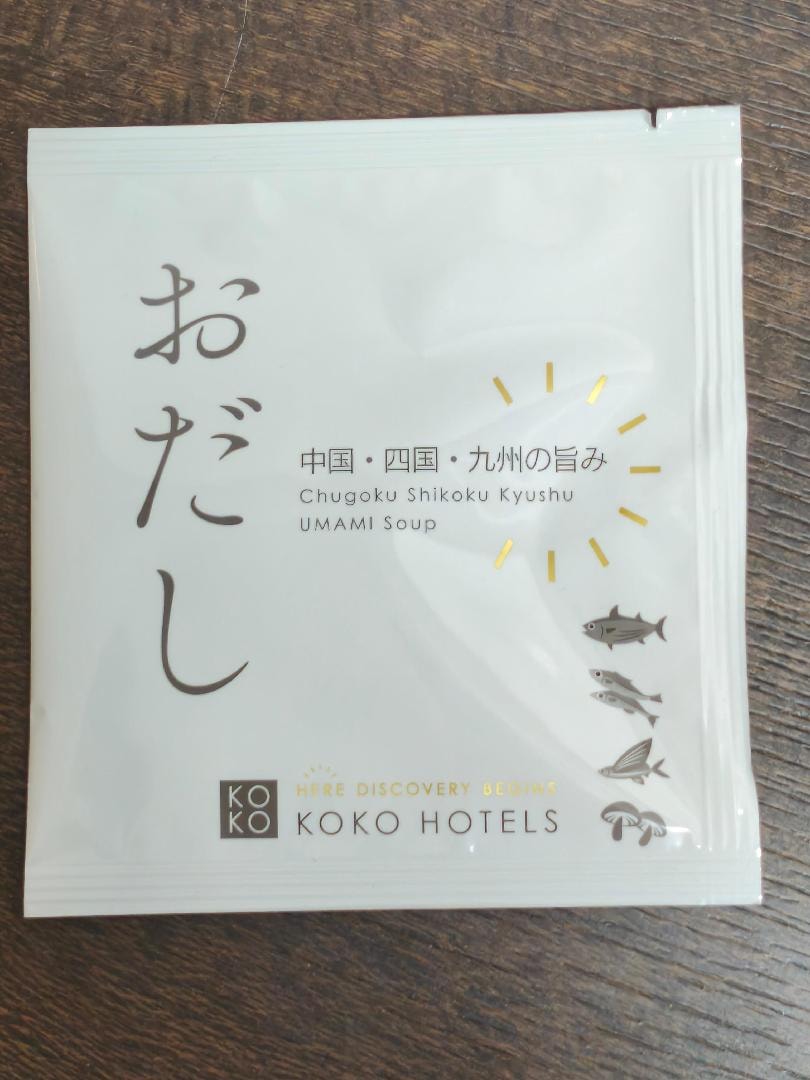 おだし
中国・四国・九州の旨み
Chugoku Shikoku Kyushu
UMAMI Soup
KO
KO
HERE DISCOVERY BEGINS
KOKO HOTELS